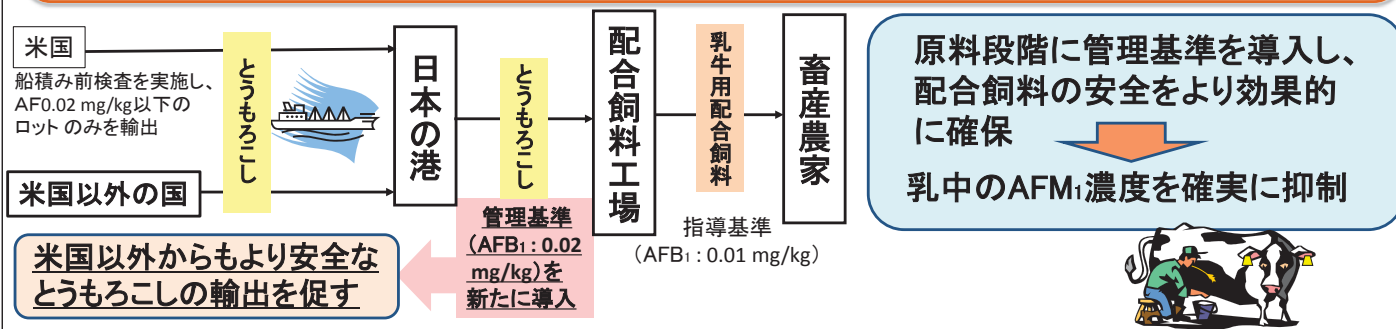 米国
船積み前検査を実施し、
AF0.02 mg/kg以下の
ロット のみを輸出
米国以外の国
とうもろこし
日本の港
とうもろこし
管理基準
（AFB₁ : 0.02
mg/kg）を
新たに導入
米国以外からもより安全な
とうもろこしの輸出を促す
配合飼料工場
乳牛用配合飼料
指導基準
（AFB₁ : 0.01 mg/kg）
畜産農家
原料段階に管理基準を導入し、
配合飼料の安全をより効果的
に確保
乳中のAFM₁濃度を確実に抑制